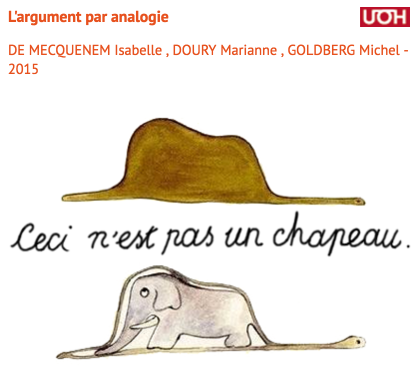 L'argument par analogie
UOH
DE MECQUENEM Isabelle , DOURY Marianne , GOLDBERG Michel -
2015
Ceci n'est pas un chapeau.